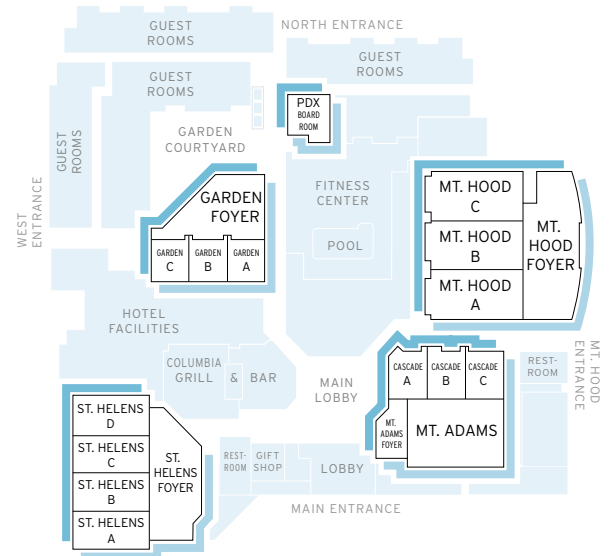 NORTH ENTRANCE
GUEST
ROOMS
GUEST
ROOMS
GUEST
ROOMS
GUEST
ROOMS
PDX
BOARD
ROOM
GARDEN
COURTYARD
WEST
ENTRANCE
GARDEN
FOYER
GARDEN
C
GARDEN
B
GARDEN
A
FITNESS
CENTER
POOL
MT. HOOD
C
MT. HOOD
B
MT. HOOD
A
MT.
HOOD
FOYER
HOTEL
FACILITIES
COLUMBIA
GRILL & BAR
MAIN
LOBBY
CASCADE
A
CASCADE
B
CASCADE
C
MT.
ADAMS
FOYER
MT. ADAMS
REST-
ROOM
MT. HOOD
ENTRANCE
ST. HELENS
D
ST. HELENS
C
ST. HELENS
B
ST. HELENS
A
ST.
HELENS
FOYER
REST-
ROOM
GIFT
SHOP
LOBBY
MAIN ENTRANCE